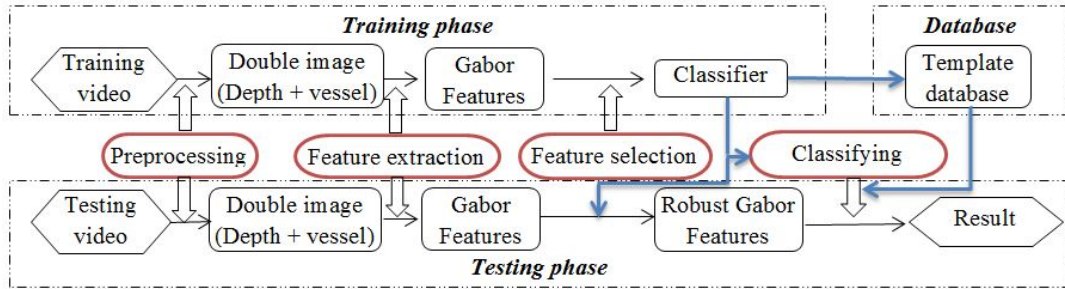 Training phase
Database
Training
video
Double image
(Depth + vessel)
Gabor
Features
Classifier
Template
database
Preprocessing
Feature extraction
Feature selection
Classifying
Testing
video
Double image
(Depth + vessel)
Gabor
Features
Robust Gabor
Features
Result
Testing phase